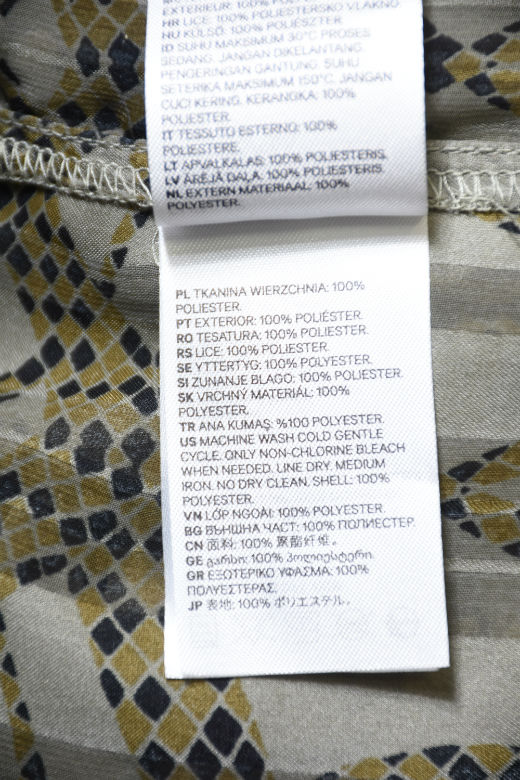 EXTÉRIEUR: 100% POLYESTER.
HR LICE: 100% POLIESTERSKO VLAKNO
HU KÜLSŐ: 100% POLIÉSZTER.
ID SUHU MAKSIMUM 30°C PROSES
SEDANG. JANGAN DIKELANTANG.
PENGERINGAN GANTUNG. SUHU
SETERIKA MAKSIMUM 150°C. JANGAN
CUCI KERING. KERANGKA: 100%
POLIESTER.
IT TESSUTO ESTERNO: 100%
POLIESTERE.
LT APVALKALAS: 100% POLIESTERIS.
LV ĀRĒJĀ DAĻA: 100% POLIESTERIS.
NL EXTERN MATERIAAL: 100%
POLYESTER.
PL TKANINA WIERZCHNIA: 100%
POLIESTER.
PT EXTERIOR: 100% POLIÉSTER.
RO TESATURA: 100% POLIESTER.
RS LICE: 100% POLIESTER.
SE YTTERTYG: 100% POLYESTER.
SI ZUNANJE BLAGO: 100% POLIESTER.
SK VRCHNÝ MATERIÁL: 100%
POLYESTER.
TR ANA KUMAŞ: %100 POLYESTER.
US MACHINE WASH COLD GENTLE
CYCLE. ONLY NON-CHLORINE BLEACH
WHEN NEEDED. LINE DRY. MEDIUM
IRON. NO DRY CLEAN. SHELL: 100%
POLYESTER.
VN LỚP NGOÀI: 100% POLYESTER.
BG ВЪНШНА ЧАСТ: 100% ПОЛИЕСТЕР.
CN 面料: 100% 聚酯纤维。
GE გარსი: 100% პოლიესტერი.
GR ΕΞΩΤΕΡΙΚΟ ΥΦΑΣΜΑ: 100%
ΠΟΛΥΕΣΤΕΡΑΣ.
JP 表地: 100% ポリエステル。